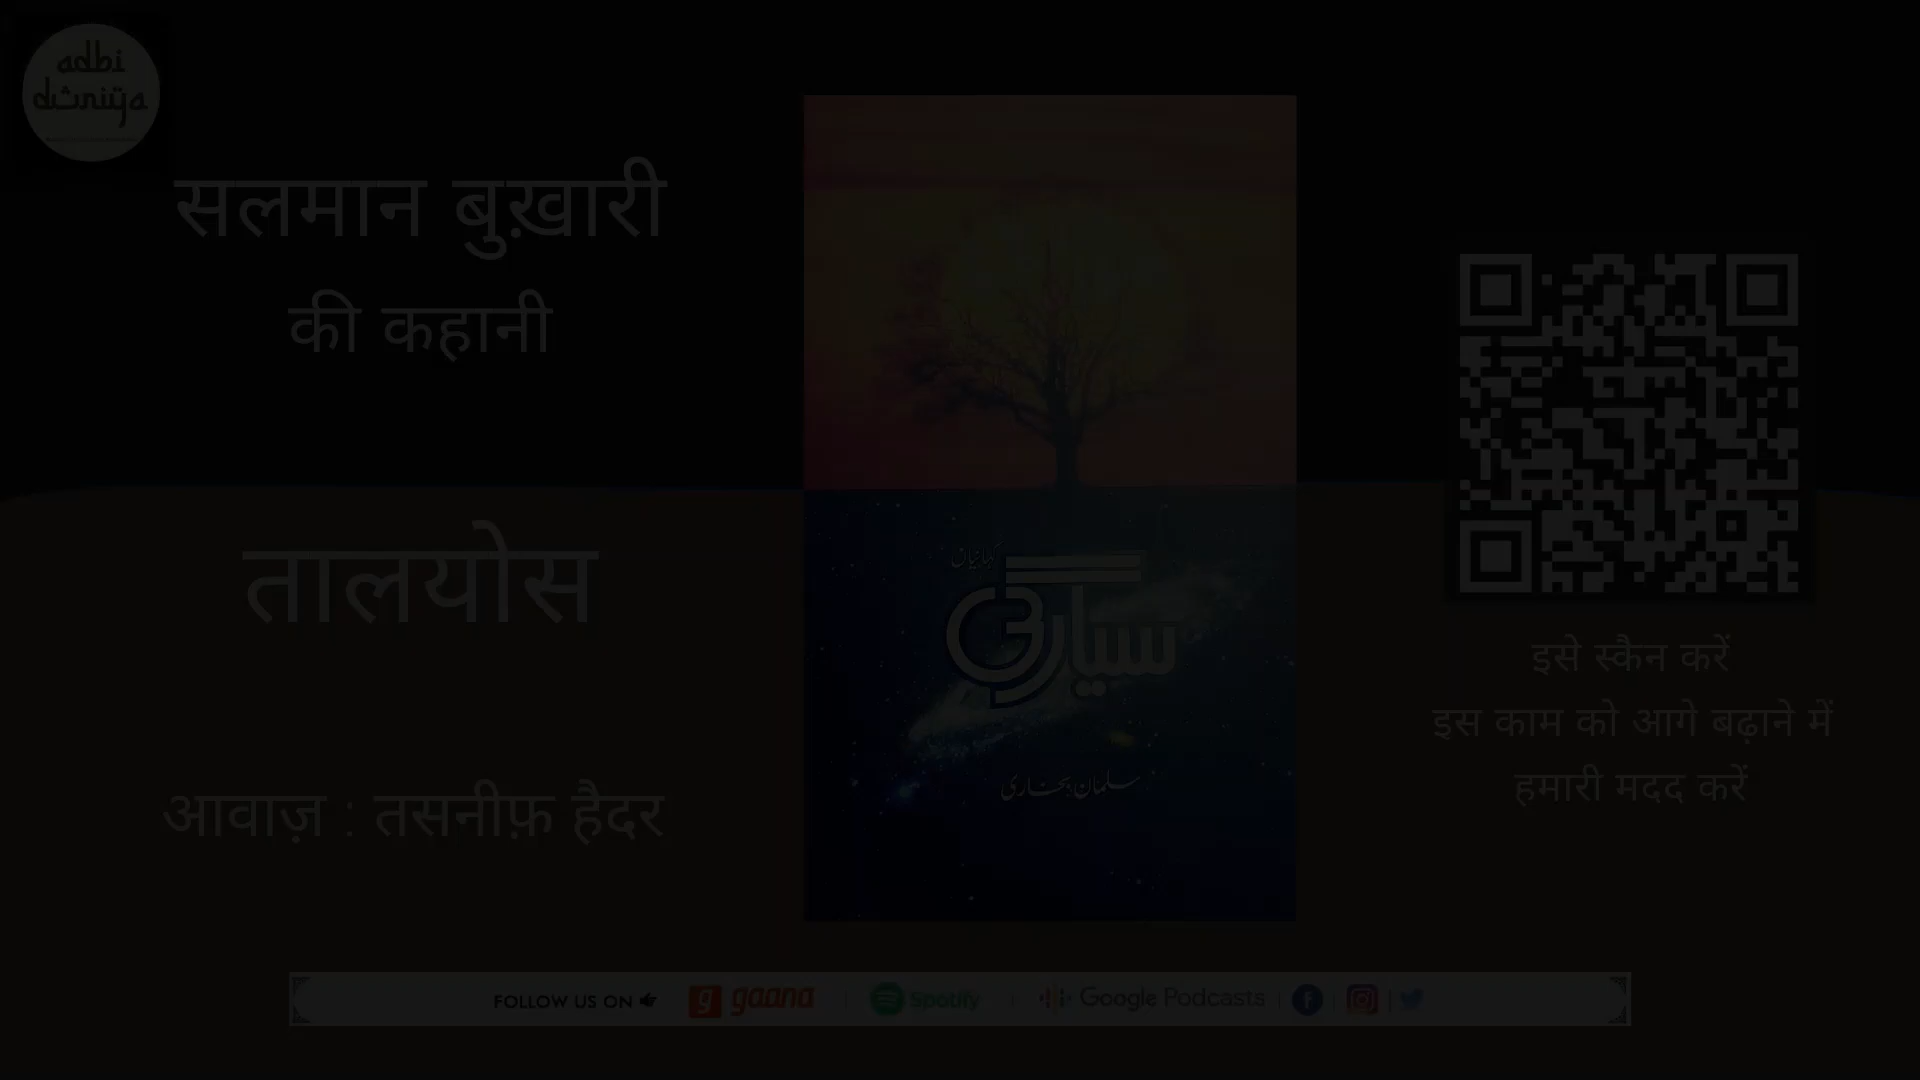 adbi
duniya
सलमान बुख़ारी
की कहानी
तालयोस
आवाज़ : तसनीफ़ हैदर
کہانیاں
سلمان بخاری
इसे स्कैन करें
इस काम को आगे बढ़ाने में
हमारी मदद करें
FOLLOW US ON gaana Spotify Google Podcasts